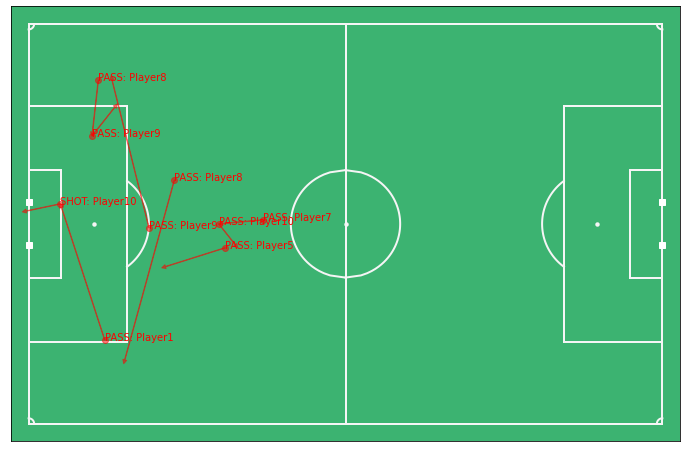 PASS: Player8
PASS: Player9
PASS: Player8
SHOT: Player10
PASS: Player9
PASS: Player10
PASS: Player7
PASS: Player5
PASS: Player1